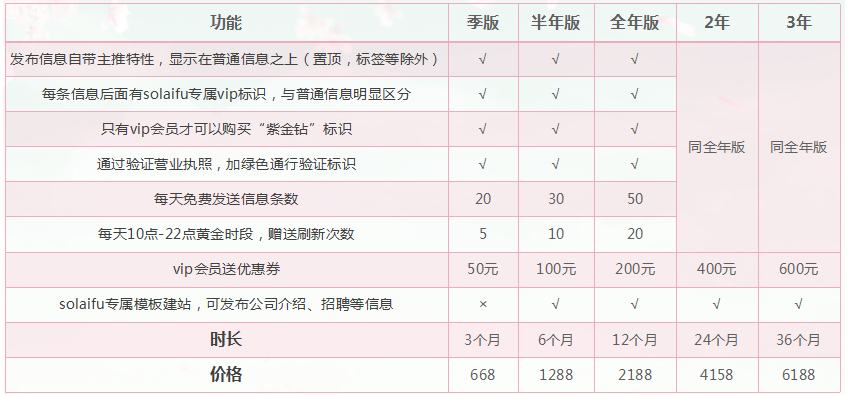 功能 季版 半年版 全年版 2年 3年
发布信息自带主推特性，显示在普通信息之上（置顶，标签等除外） √ √ √
每条信息后面有solaifu专属vip标识，与普通信息明显区分 √ √ √
只有vip会员才可以购买“紫金钻”标识 √ √ √
同全年版 同全年版
通过验证营业执照，加绿色通行验证标识 √ √ √
每天免费发送信息条数 20 30 50
每天10点-22点黄金时段，赠送刷新次数 5 10 20
vip会员送优惠券 50元 100元 200元 400元 600元
solaifu专属模板建站，可发布公司介绍、招聘等信息 × √ √ √ √
时长 3个月 6个月 12个月 24个月 36个月
价格 668 1288 2188 4158 6188